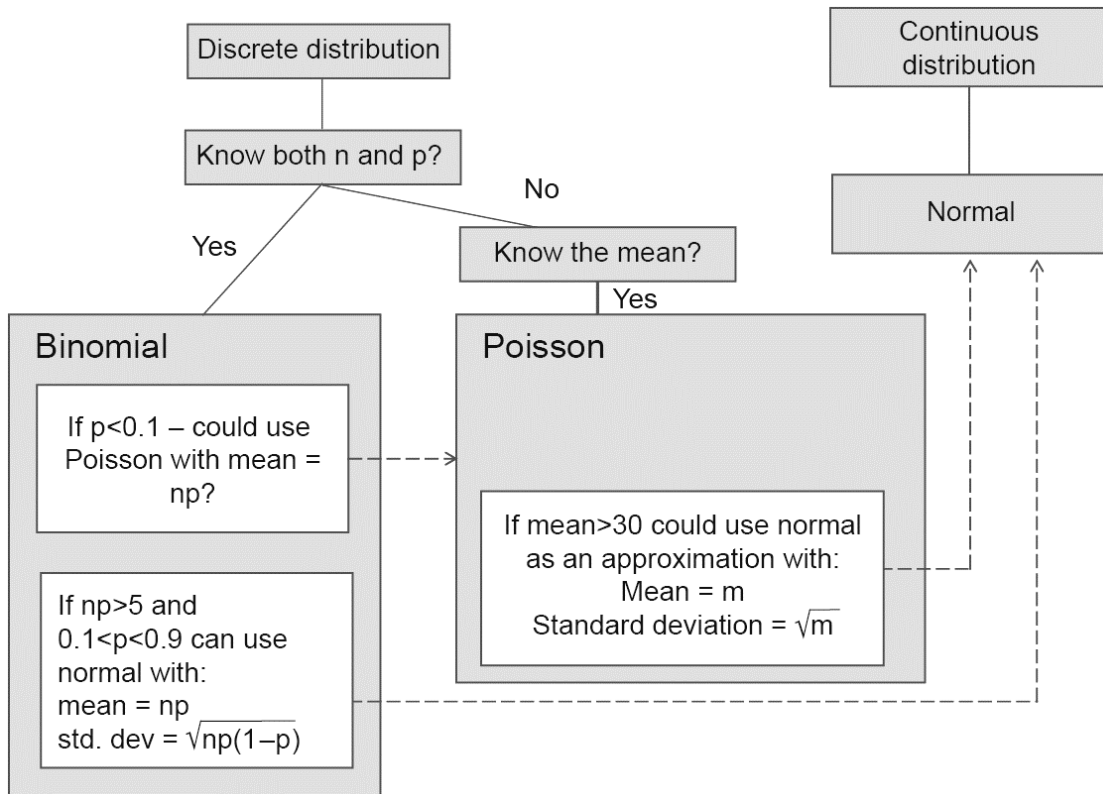 Discrete distribution
Continuous
distribution
Know both n and p?
No
Yes
Know the mean?
Yes
Normal
Binomial
If p<0.1 – could use
Poisson with mean =
np?
If np>5 and
0.1<p<0.9 can use
normal with:
mean = np
std. dev = √np(1–p)
Poisson
If mean>30 could use normal
as an approximation with:
Mean = m
Standard deviation = √m